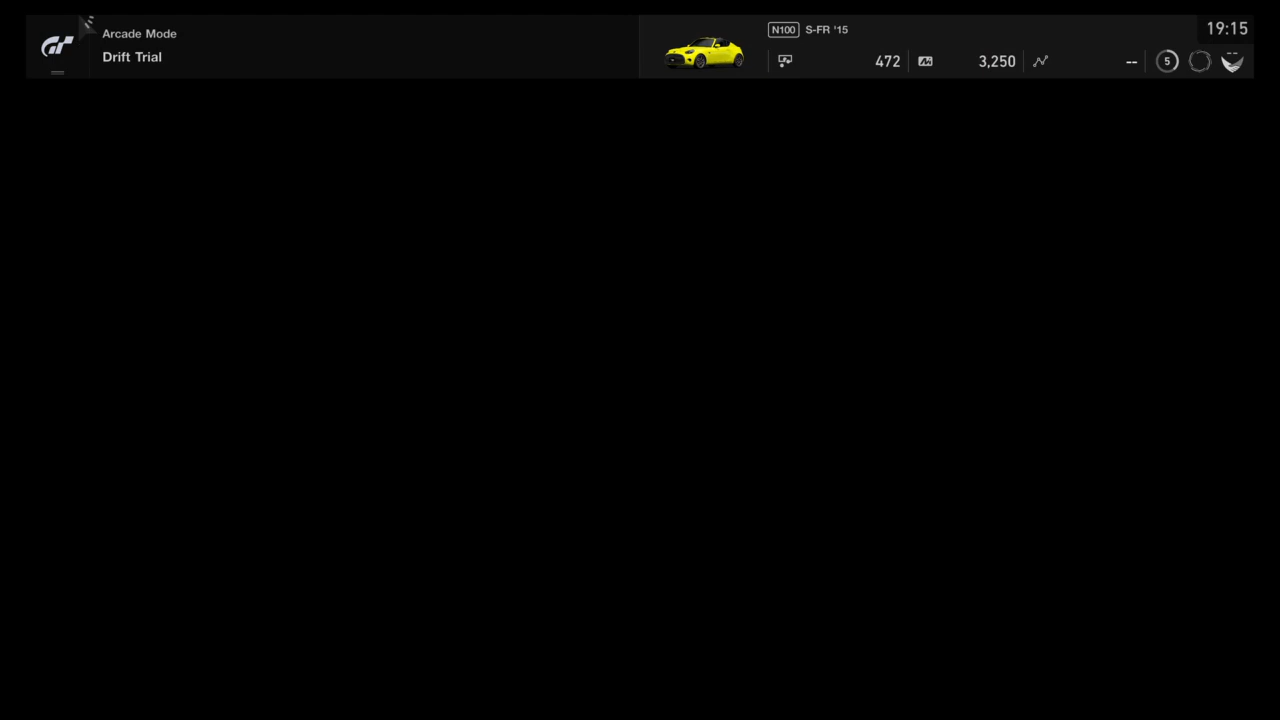 Arcade Mode
Drift Trial
N100 S-FR '15
19:15
472
3,250
--
5
--